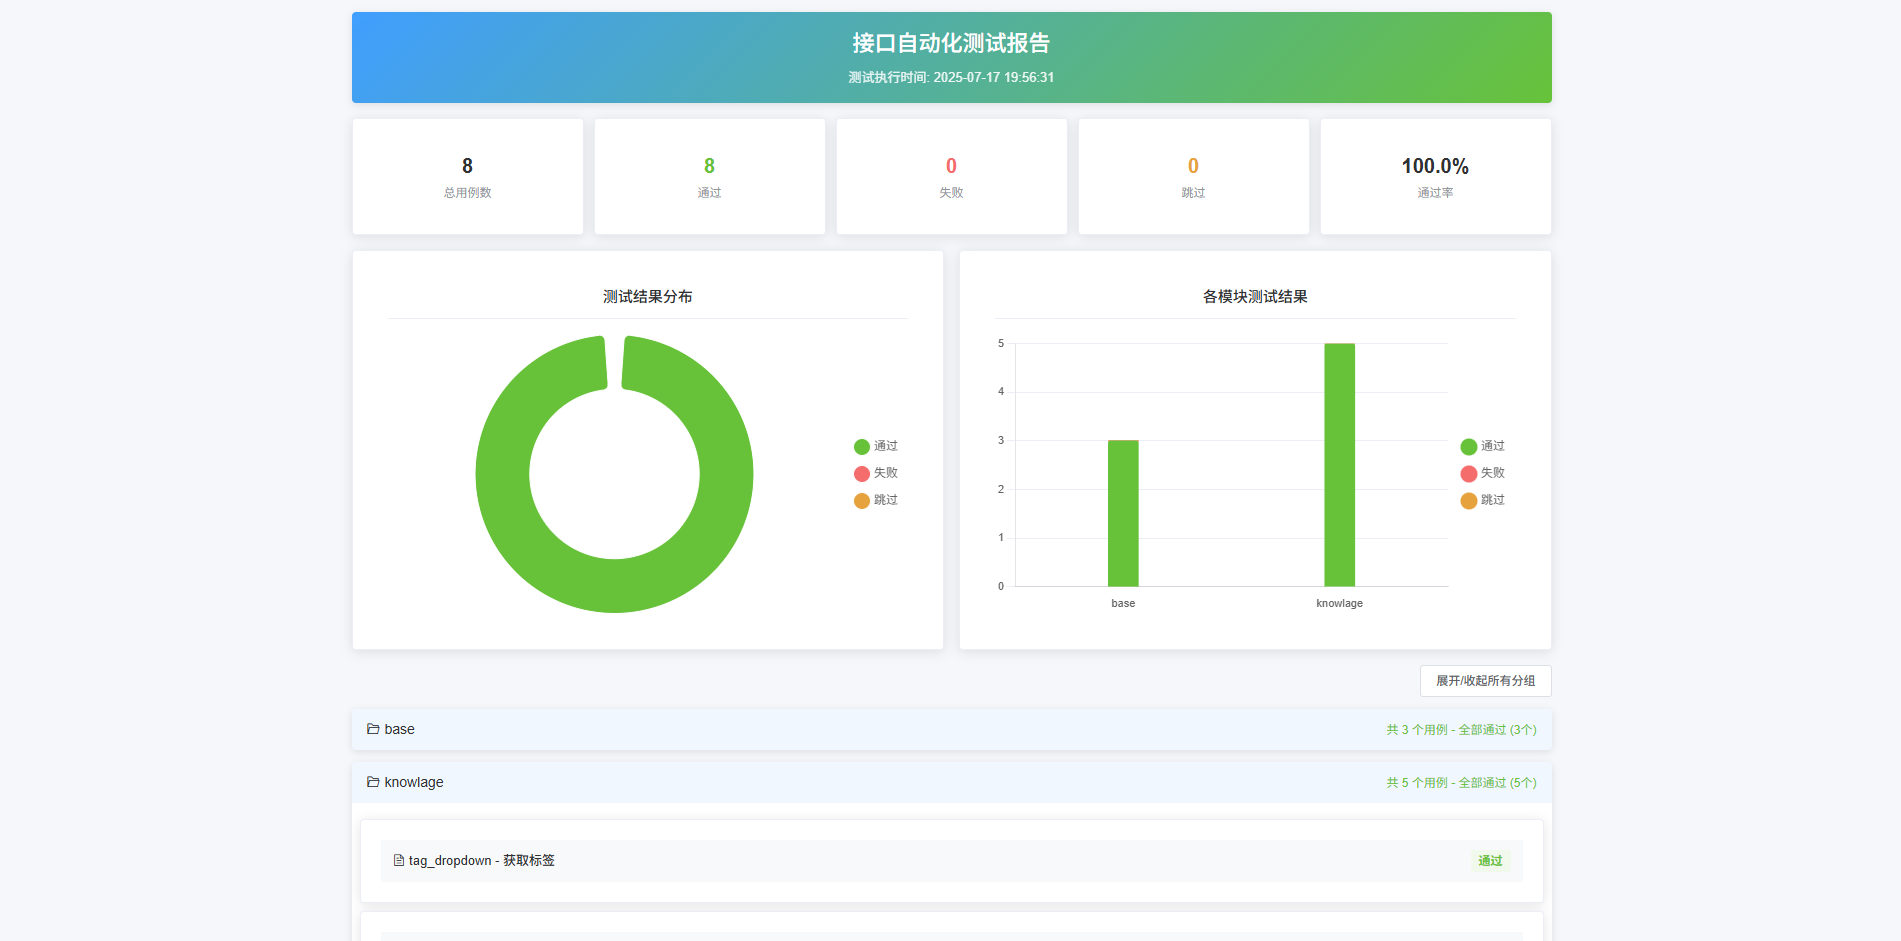 接口自动化测试报告
测试执行时间: 2025-07-17 19:56:31
8
总用例数
8
通过
0
失败
0
跳过
100.0%
通过率
测试结果分布
通过
失败
跳过
各模块测试结果
5
4
3
2
1
0
base
knowlage
通过
失败
跳过
展开/收起所有分组
base
共 3 个用例 - 全部通过 (3个)
knowlage
共 5 个用例 - 全部通过 (5个)
tag_dropdown - 获取标签
通过